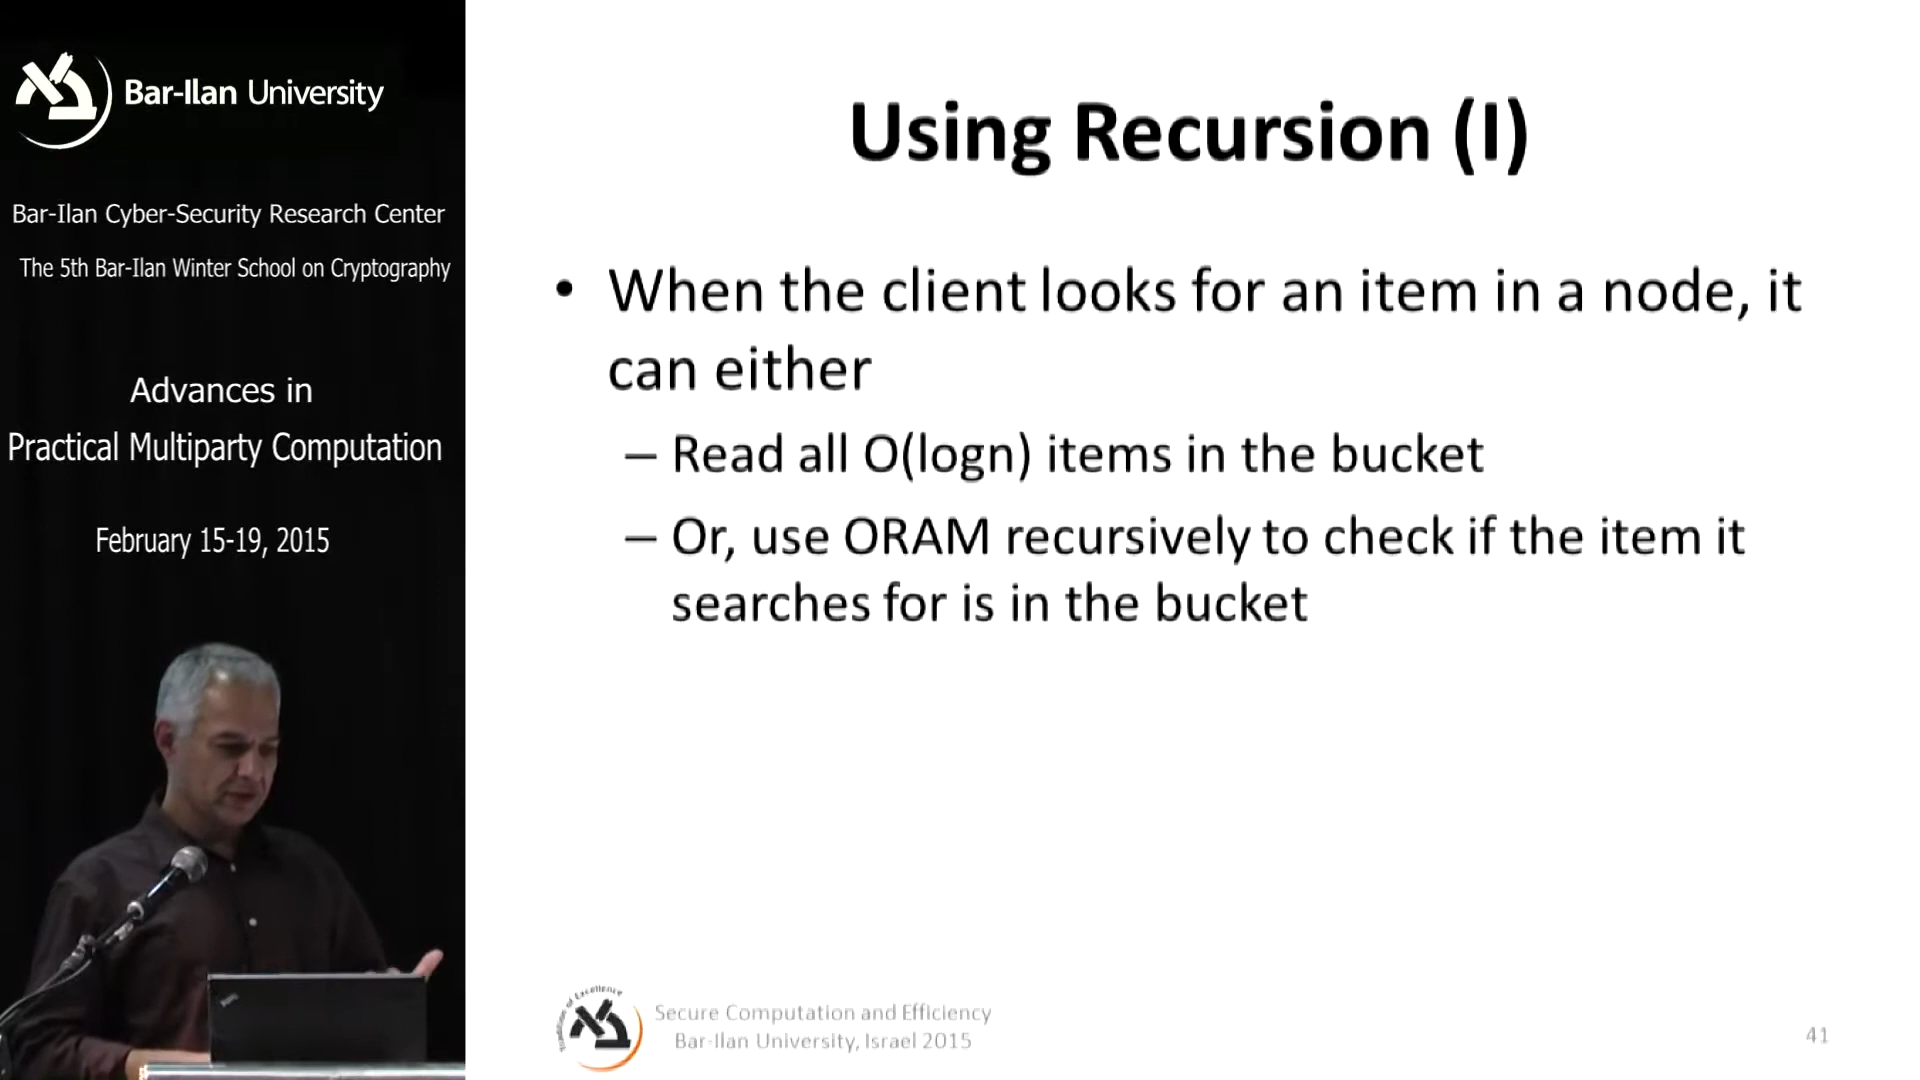 Bar-Ilan University
Bar-Ilan Cyber-Security Research Center
The 5th Bar-Ilan Winter School on Cryptography
Advances in
Practical Multiparty Computation
February 15-19, 2015
Using Recursion (I)
• When the client looks for an item in a node, it
can either
– Read all O(logn) items in the bucket
– Or, use ORAM recursively to check if the item it
searches for is in the bucket
Secure Computation and Efficiency
Bar-Ilan University, Israel 2015
41